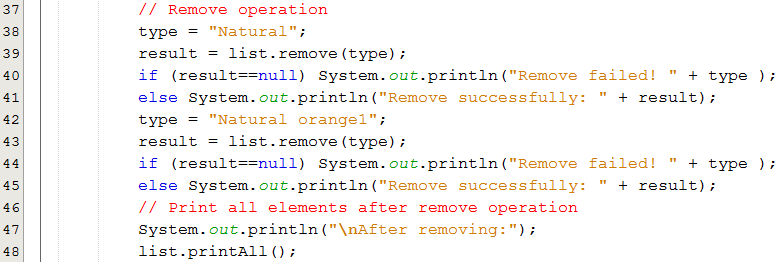 37 // Remove operation
38 type = "Natural";
39 result = list.remove(type);
40 if (result==null) System.out.println("Remove failed! " + type );
41 else System.out.println("Remove successfully: " + result);
42 type = "Natural orange1";
43 result = list.remove(type);
44 if (result==null) System.out.println("Remove failed! " + type );
45 else System.out.println("Remove successfully: " + result);
46 // Print all elements after remove operation
47 System.out.println("\nAfter removing:");
48 list.printAll();